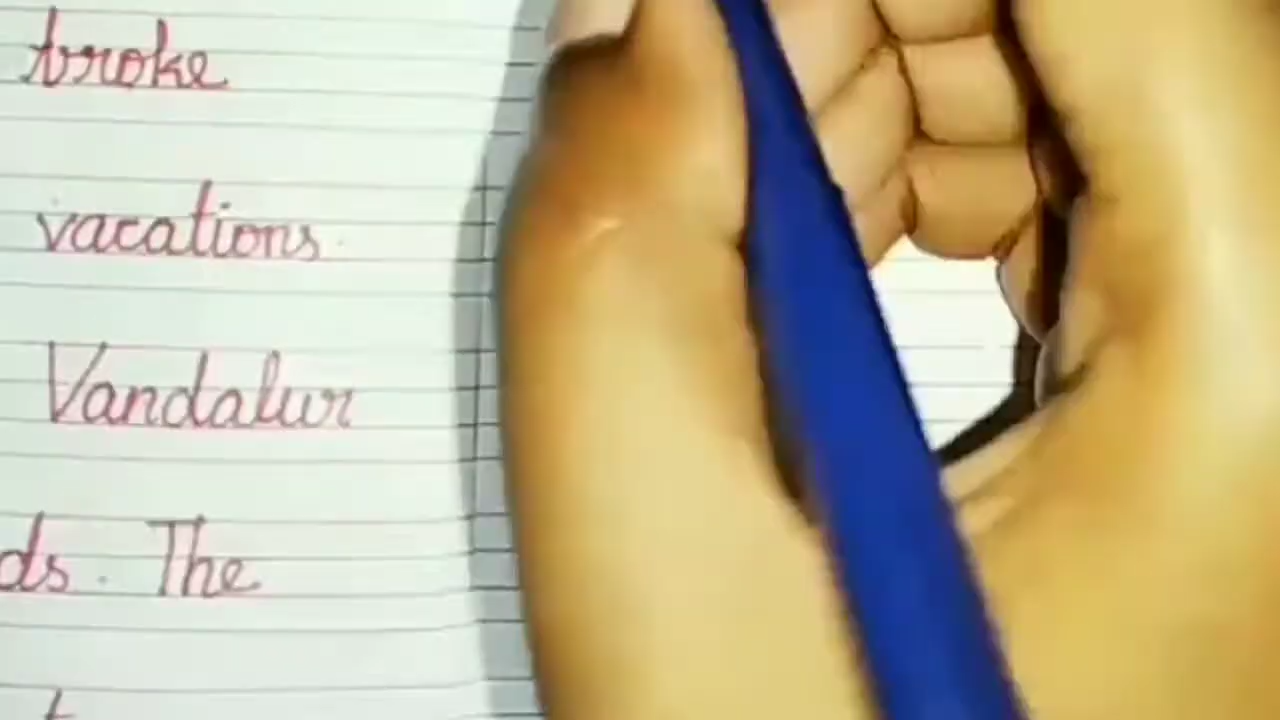 broke
vacations.
Vandalur
ds. The
t